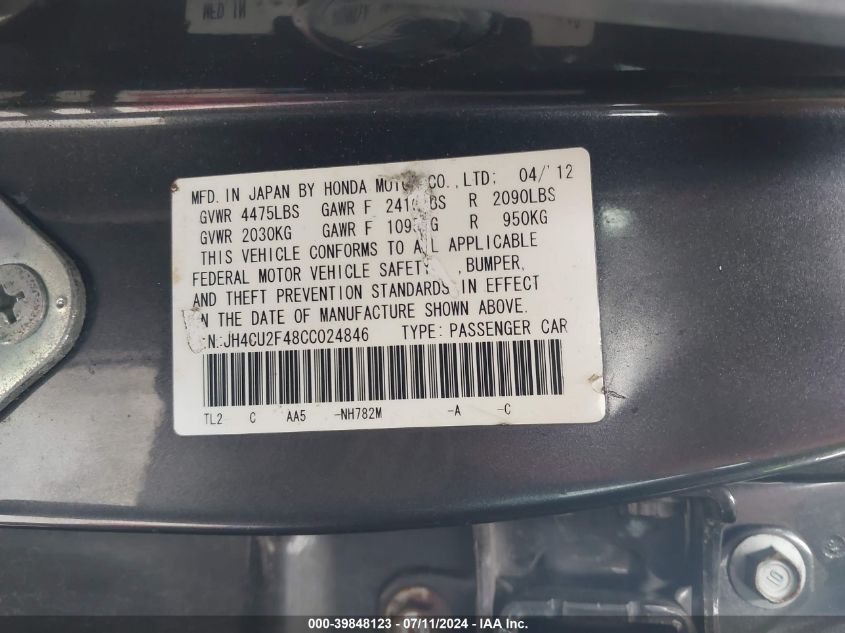 MFD. IN JAPAN BY HONDA MOTOR CO.,LTD; 04/'12
GVWR 4475LBS GAWR F LBS R 2090LBS
GVWR 2030KG GAWR F R 950KG
THIS VEHICLE CONFORMS TO ALL APPLICABLE
FEDERAL MOTOR VEHICLE SAFETY, BUMPER,
AND THEFT PREVENTION STANDARDS IN EFFECT
ON THE DATE OF MANUFACTURE SHOWN ABOVE.
JH4CU2F48CC024846 TYPE: PASSENGER CAR
TL2 C AA5 -NH782M -A -C
10
000-39848123 - 07/11/2024 - IAA Inc.